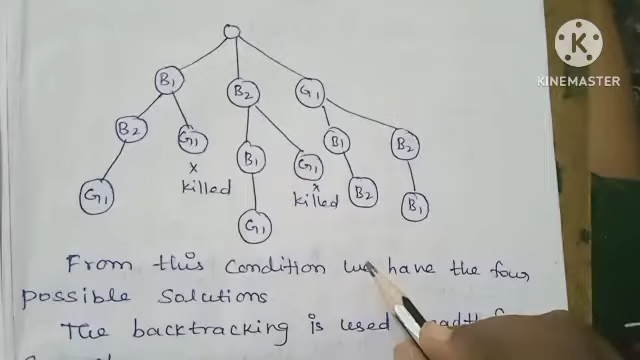 K
KINEMASTER
B1 B2 G1
B2 G1 B1 G1 B1 B2
x killed x killed
G1 G1 B2 B1
From this condition we have the four
possible solutions
The backtracking is used